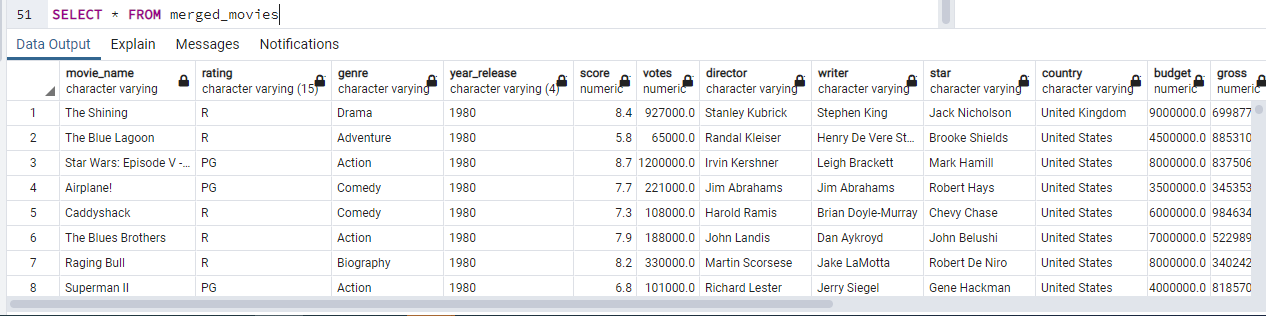 51 SELECT * FROM merged_movies
Data Output Explain Messages Notifications
movie_name rating genre year_release score votes director writer star country budget gross
character varying character varying (15) character varying character varying (4) numeric numeric character varying character varying character varying character varying numeric numeric
1 The Shining R Drama 1980 8.4 927000.0 Stanley Kubrick Stephen King Jack Nicholson United Kingdom 9000000.0 699877
2 The Blue Lagoon R Adventure 1980 5.8 65000.0 Randal Kleiser Henry De Vere St... Brooke Shields United States 4500000.0 885310
3 Star Wars: Episode V -... PG Action 1980 8.7 1200000.0 Irvin Kershner Leigh Brackett Mark Hamill United States 8000000.0 837506
4 Airplane! PG Comedy 1980 7.7 221000.0 Jim Abrahams Jim Abrahams Robert Hays United States 3500000.0 345353
5 Caddyshack R Comedy 1980 7.3 108000.0 Harold Ramis Brian Doyle-Murray Chevy Chase United States 6000000.0 984634
6 The Blues Brothers R Action 1980 7.9 188000.0 John Landis Dan Aykroyd John Belushi United States 7000000.0 522989
7 Raging Bull R Biography 1980 8.2 330000.0 Martin Scorsese Jake LaMotta Robert De Niro United States 8000000.0 340242
8 Superman II PG Action 1980 6.8 101000.0 Richard Lester Jerry Siegel Gene Hackman United States 4000000.0 818570